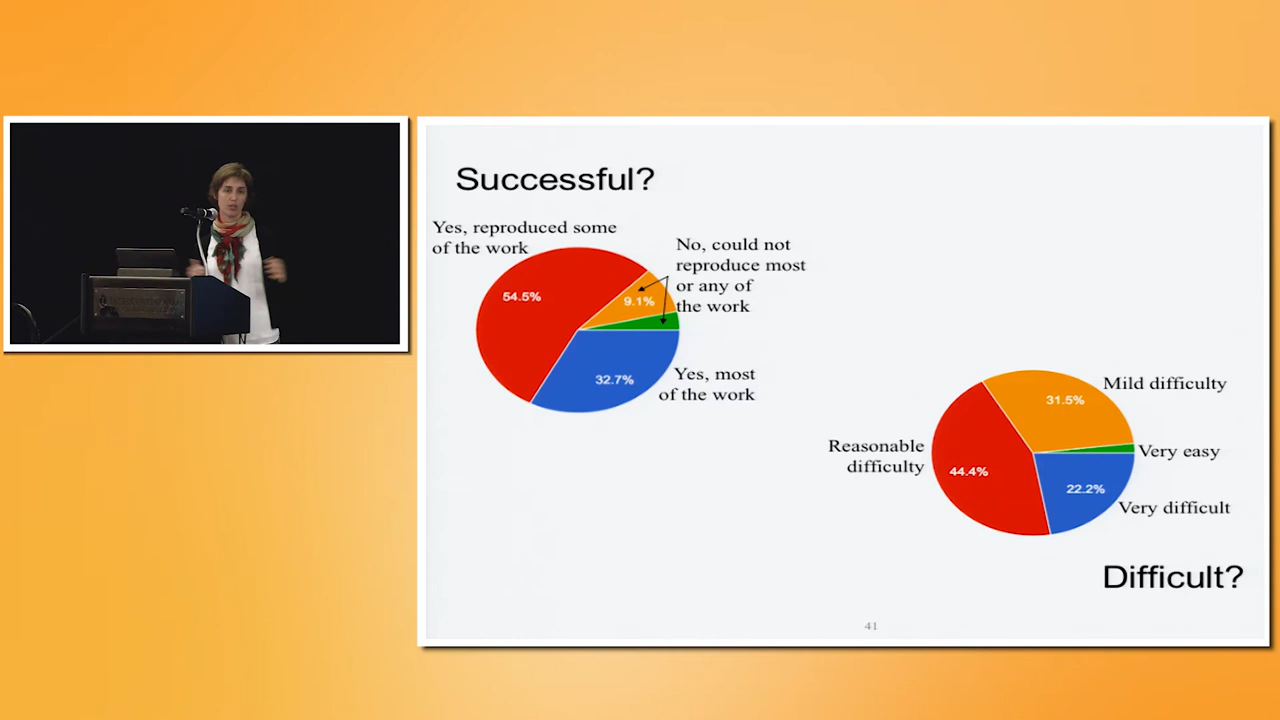 Successful?
Yes, reproduced some
of the work
No, could not
reproduce most
or any of
the work
54.5%
9.1%
32.7%
Yes, most
of the work
Mild difficulty
31.5%
Reasonable
difficulty
44.4%
Very easy
22.2%
Very difficult
Difficult?
41